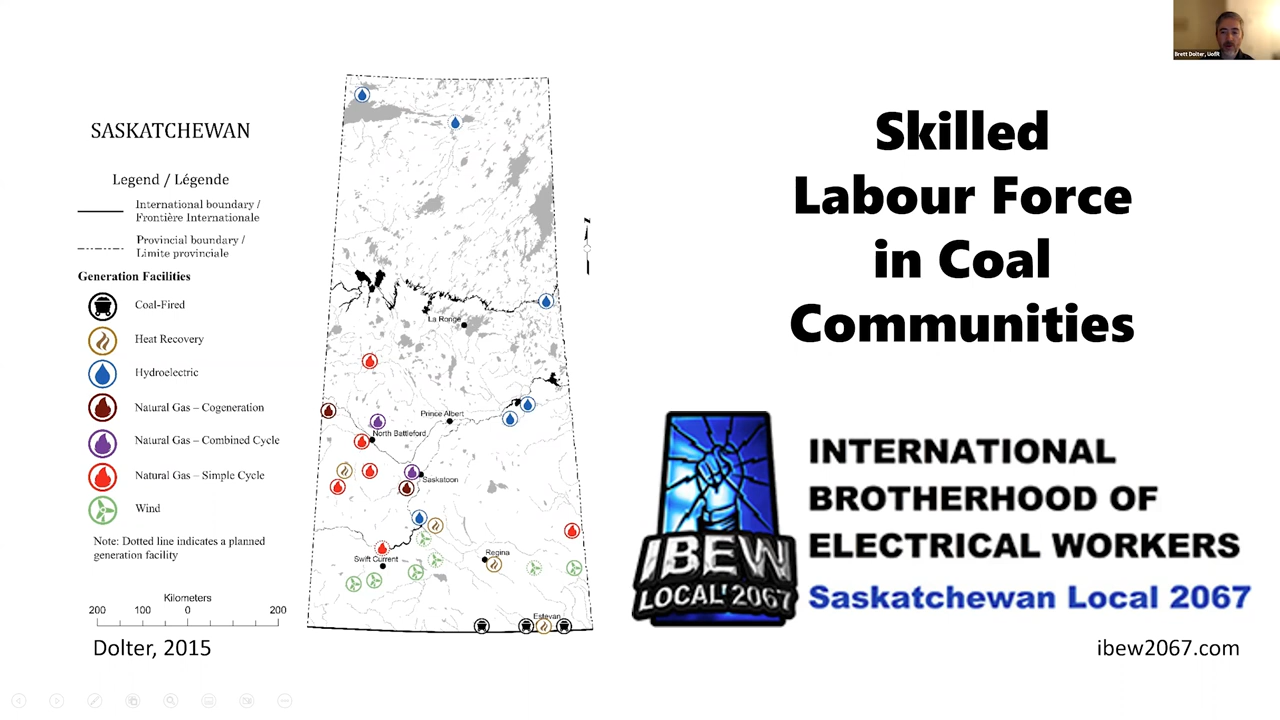 Brett Dolter, UofR
Skilled
Labour Force
in Coal
Communities
SASKATCHEWAN
Legend / Légende
International boundary /
Frontière Internationale
Provincial boundary /
Limite provinciale
Generation Facilities
Coal-Fired
Heat Recovery
Hydroelectric
Natural Gas – Cogeneration
Natural Gas – Combined Cycle
Natural Gas – Simple Cycle
Wind
Note: Dotted line indicates a planned
generation facility
Kilometers
200 100 0 200
Dolter, 2015
La Ronge
Prince Albert
North Battleford
Saskatoon
Swift Current
Regina
Estevan
IBEW
LOCAL 2067
INTERNATIONAL
BROTHERHOOD OF
ELECTRICAL WORKERS
Saskatchewan Local 2067
ibew2067.com